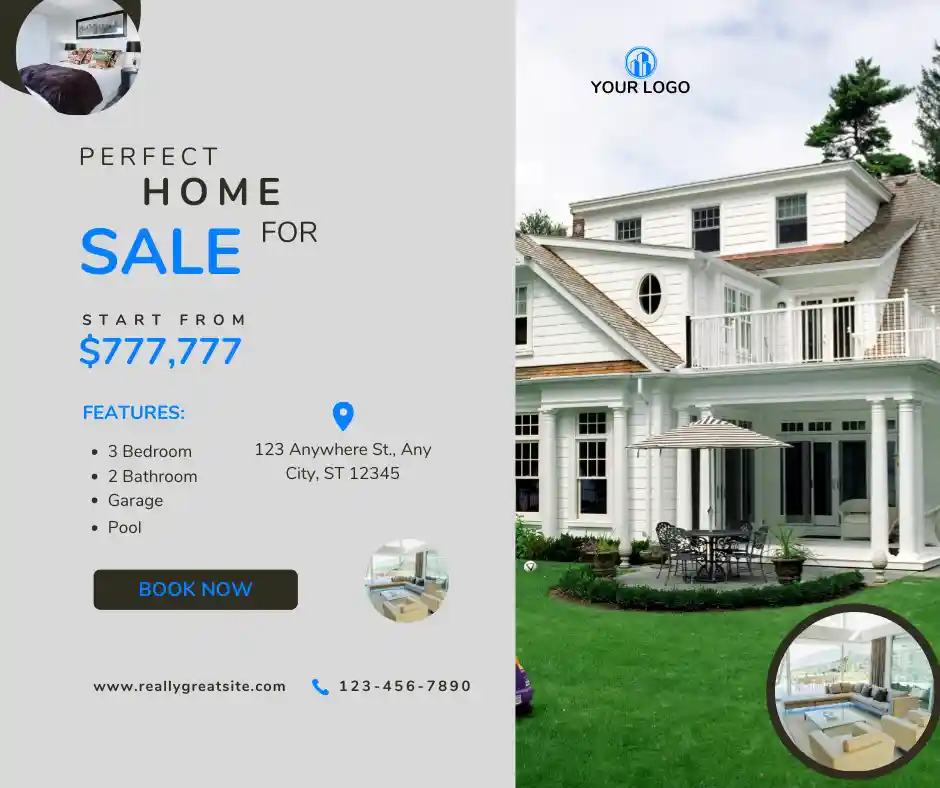 YOUR LOGO
PERFECT
HOME
SALE FOR
START FROM
$777,777
FEATURES:
• 3 Bedroom
• 2 Bathroom
• Garage
• Pool
123 Anywhere St., Any
City, ST 12345
BOOK NOW
www.reallygreatsite.com
123-456-7890